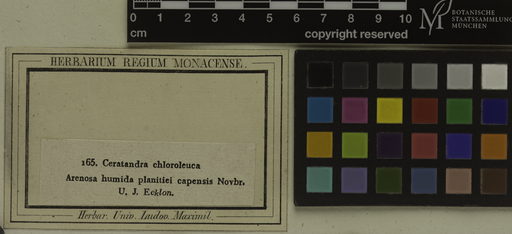 0 1 2 3 4 5 6 7 8 9 10
cm copyright reserved
BOTANISCHE
STAATSSAMMLUNG
MÜNCHEN
HERBARIUM REGIUM MONACENSE.
165. Ceratandra chloroleuca
Arenosa humida planitiei capensis Novbr.
U. J. Ecklon.
Herbar. Univ. Ludov. Maximil.